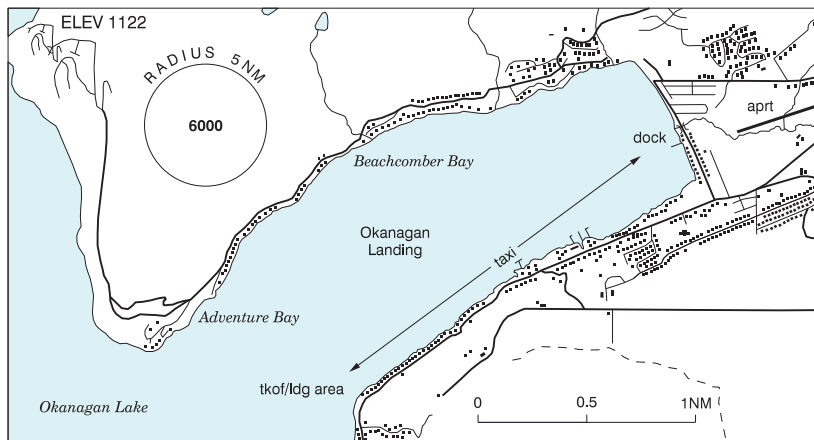 ELEV 1122
RADIUS 5NM
6000
aprt
dock
Beachcomber Bay
Okanagan
Landing
taxi
Adventure Bay
tkof/ldg area
Okanagan Lake
0 0.5 1NM